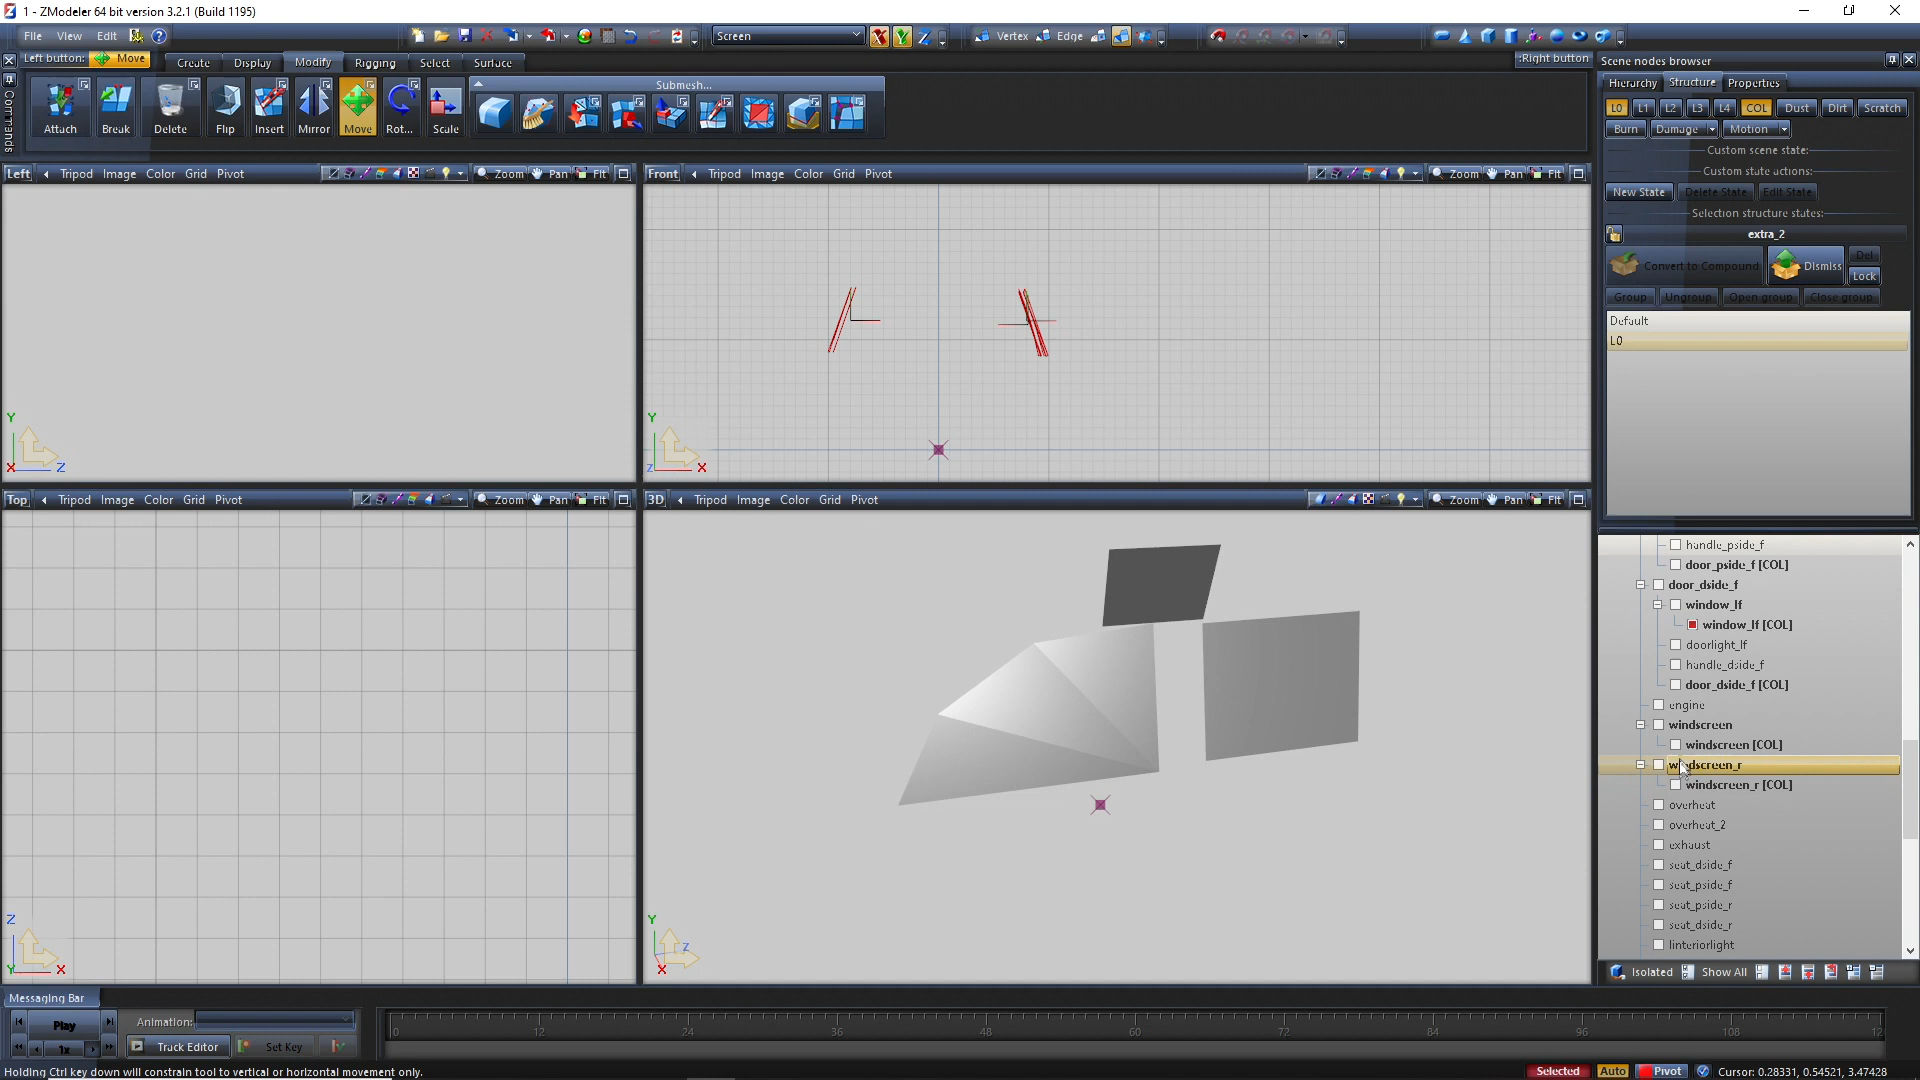 1 - ZModeler 64 bit version 3.2.1 (Build 1195)
File View Edit
Screen
Vertex Edge
Left button: Move
Create Display Modify Rigging Select Surface
:Right button
Commands
Submesh...
Attach Break Delete Flip Insert Mirror Move Rot... Scale
Left Tripod Image Color Grid Pivot Zoom Pan Fit
Front Tripod Image Color Grid Pivot Zoom Pan Fit
Y
X Z
Y
Z X
Top Tripod Image Color Grid Pivot Zoom Pan Fit
3D Tripod Image Color Grid Pivot Zoom Pan Fit
Z
Y X
Y
Z
X
Scene nodes browser
Hierarchy Structure Properties
L0 L1 L2 L3 L4 COL Dust Dirt Scratch
Burn Damage Motion
Custom scene state:
Custom state actions:
New State Delete State Edit State
Selection structure states:
extra_2
Convert to Compound Dismiss Del
Lock
Group Ungroup Open group Close group
Default
L0
handle_pside_f
door_pside_f [COL]
door_dside_f
window_lf
window_lf [COL]
doorlight_lf
handle_dside_f
door_dside_f [COL]
engine
windscreen
windscreen [COL]
windscreen_r
windscreen_r [COL]
overheat
overheat_2
exhaust
seat_dside_f
seat_pside_f
seat_pside_r
seat_dside_r
linteriorlight
Isolated Show All
Messaging Bar
Play
Animation:
1x
Track Editor Set Key
0 12 24 36 48 60 72 84 96 108 12
Holding Ctrl key down will constrain tool to vertical or horizontal movement only.
Selected Auto Pivot Cursor: 0.28331, 0.54521, 3.47428